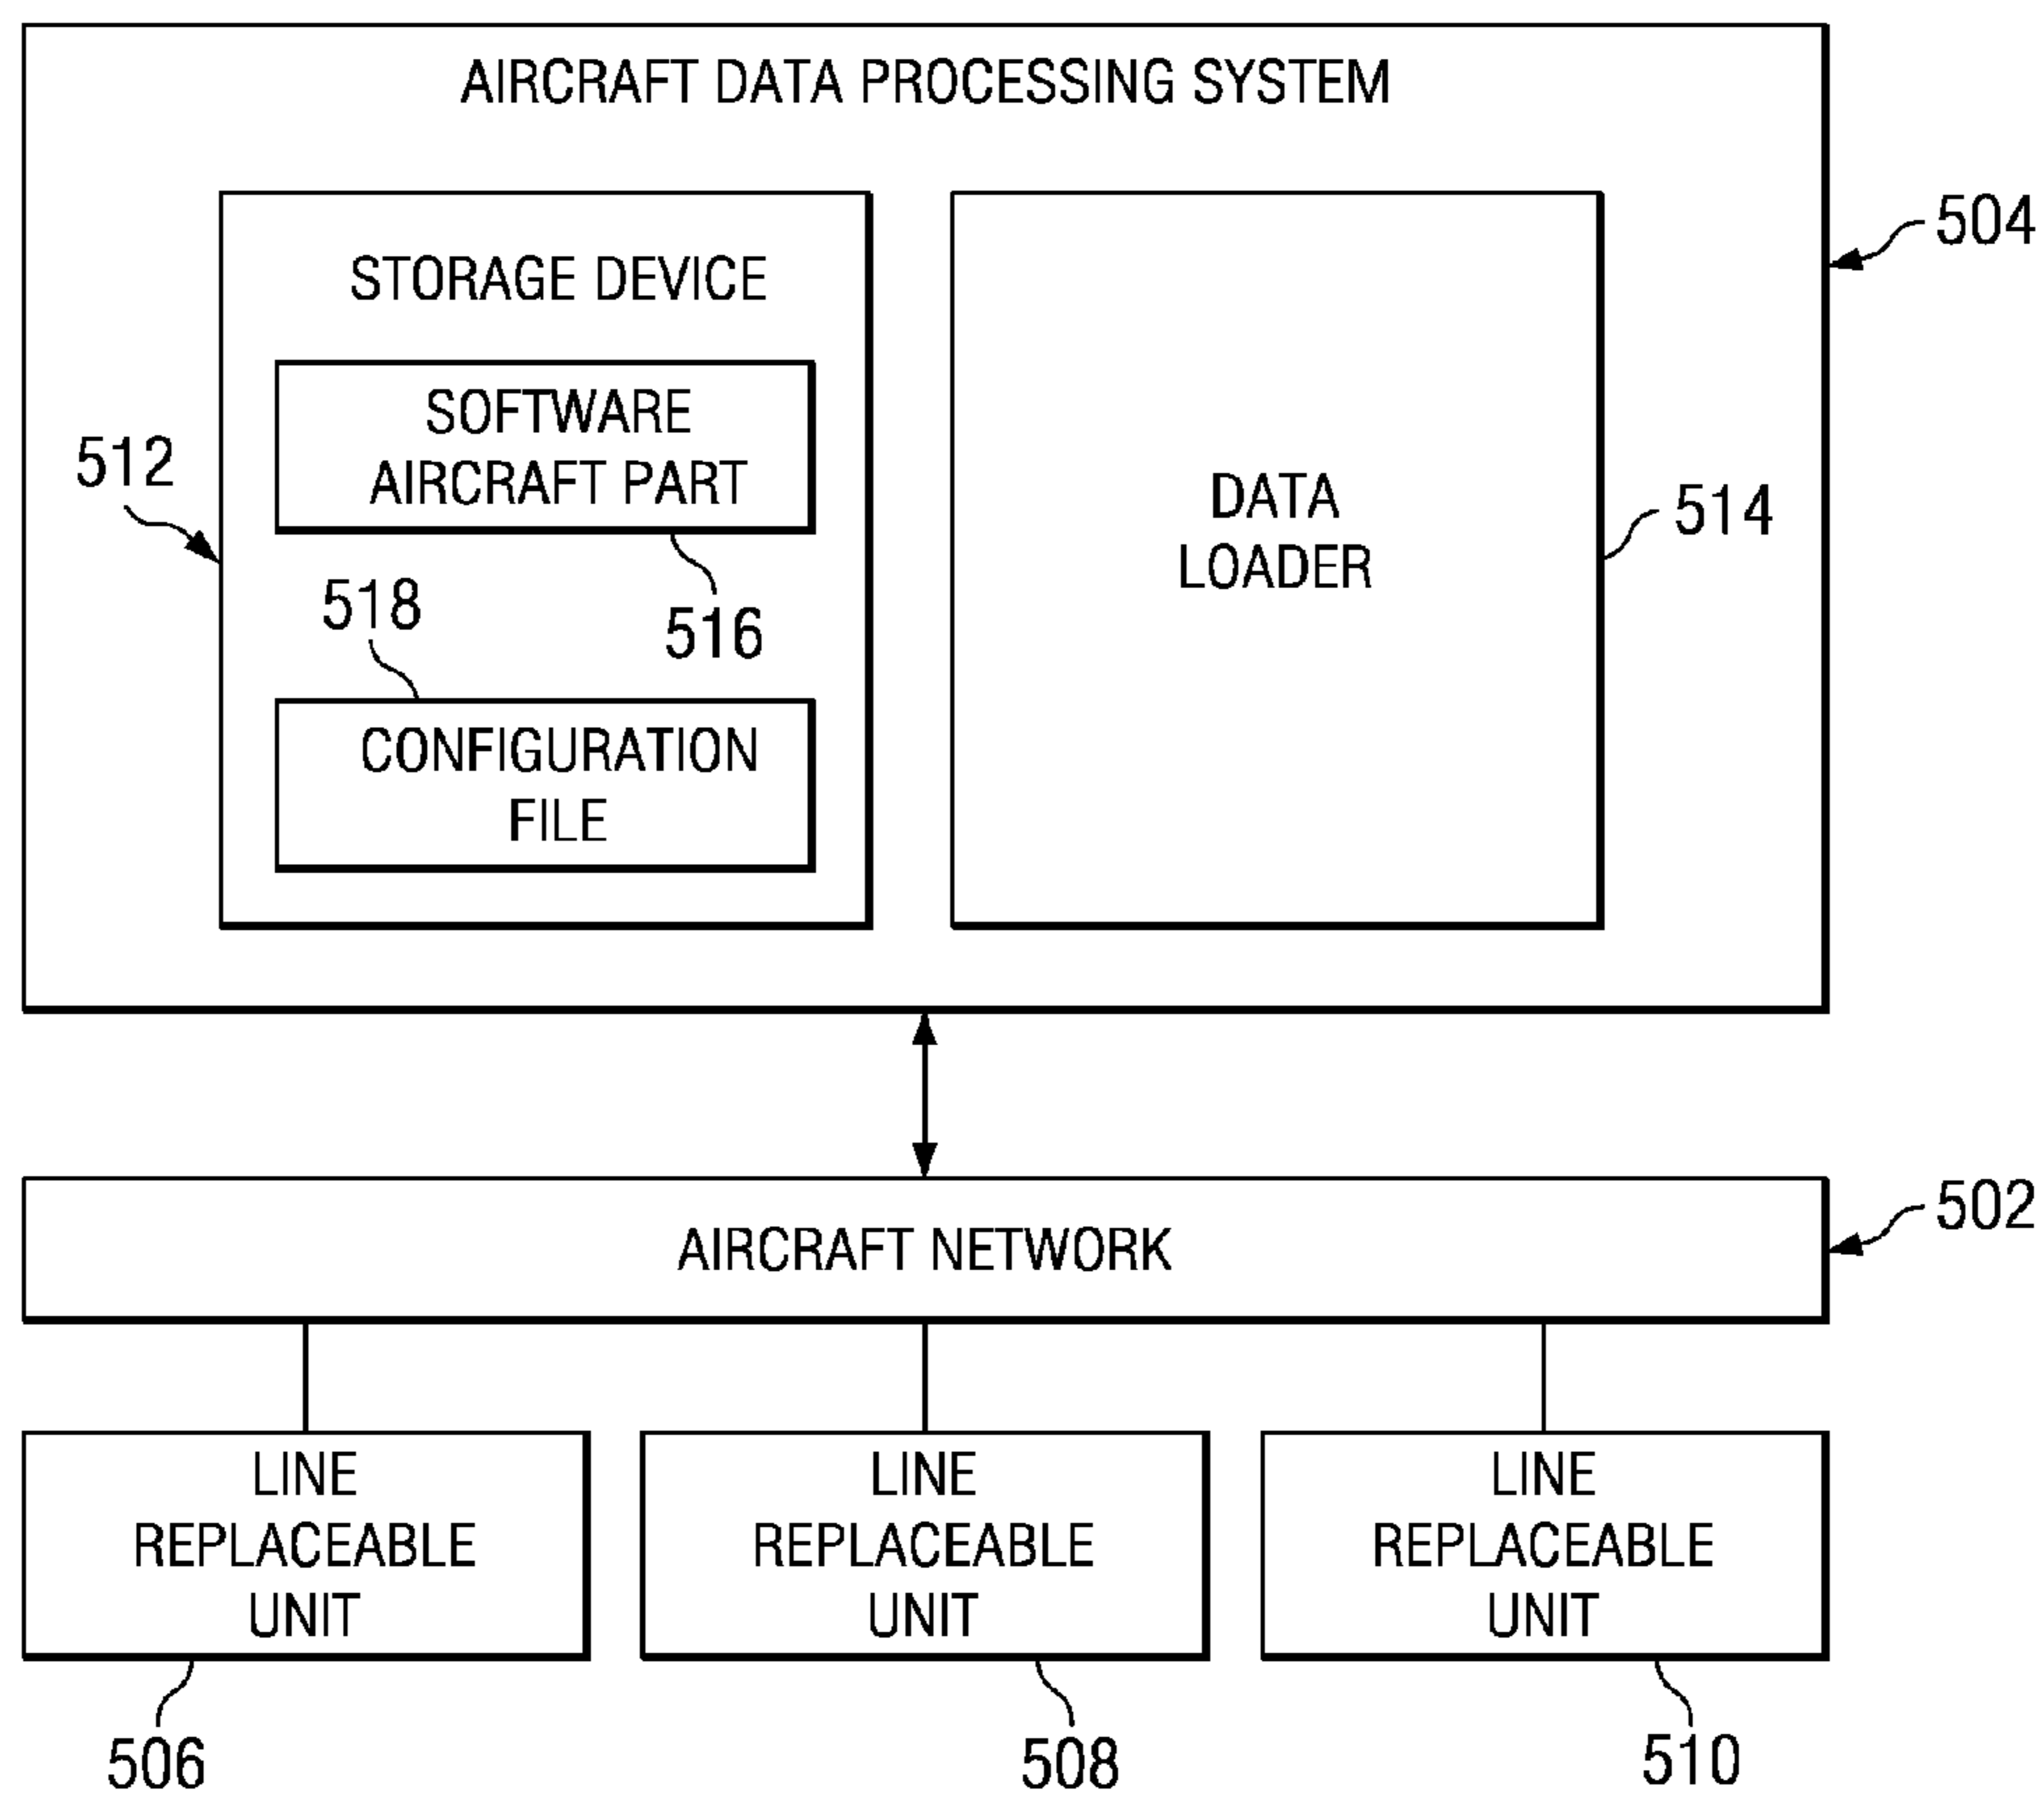 AIRCRAFT DATA PROCESSING SYSTEM
504
STORAGE DEVICE
SOFTWARE
AIRCRAFT PART
512
516
518
CONFIGURATION
FILE
DATA
LOADER
514
AIRCRAFT NETWORK
502
LINE
REPLACEABLE
UNIT
506
LINE
REPLACEABLE
UNIT
508
LINE
REPLACEABLE
UNIT
510